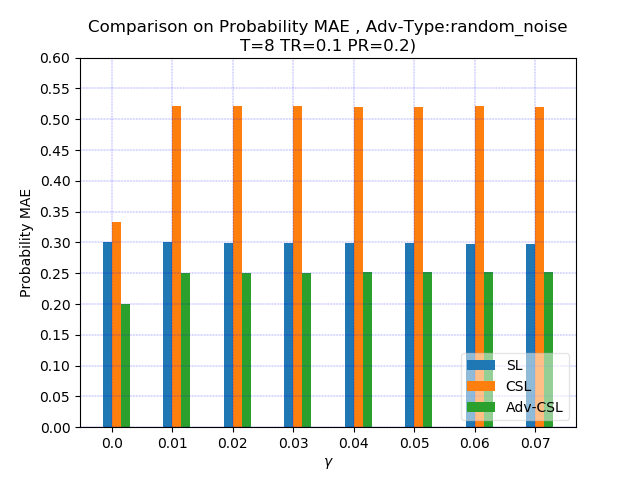 Comparison on Probability MAE , Adv-Type:random_noise
T=8 TR=0.1 PR=0.2)
0.60
0.55
0.50
0.45
0.40
0.35
0.30
0.25
0.20
0.15
0.10
0.05
0.00
Probability MAE
SL
CSL
Adv-CSL
0.0 0.01 0.02 0.03 0.04 0.05 0.06 0.07
γ